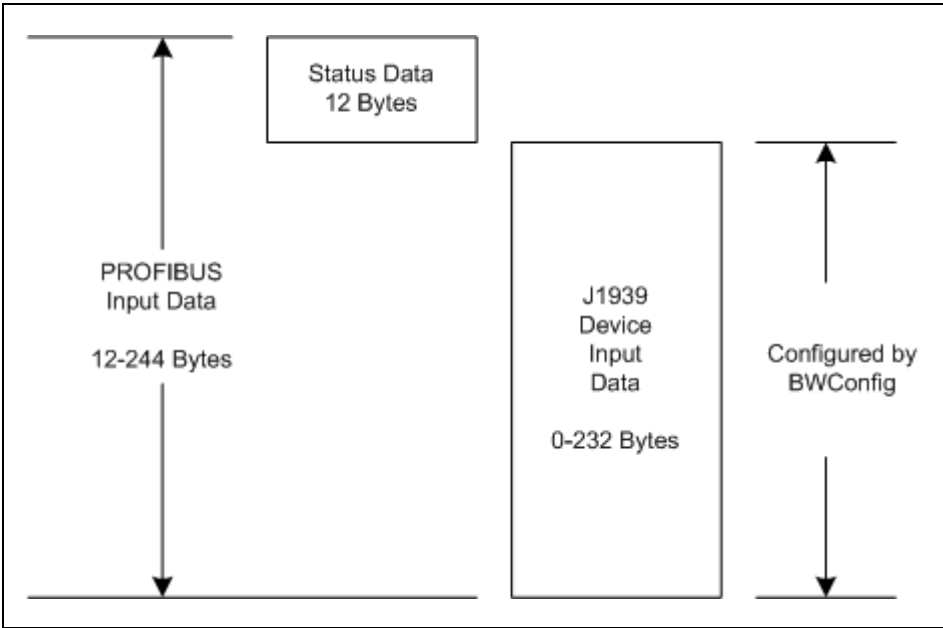 Status Data
12 Bytes
PROFIBUS
Input Data
12-244 Bytes
J1939
Device
Input
Data
0-232 Bytes
Configured by
BWConfig